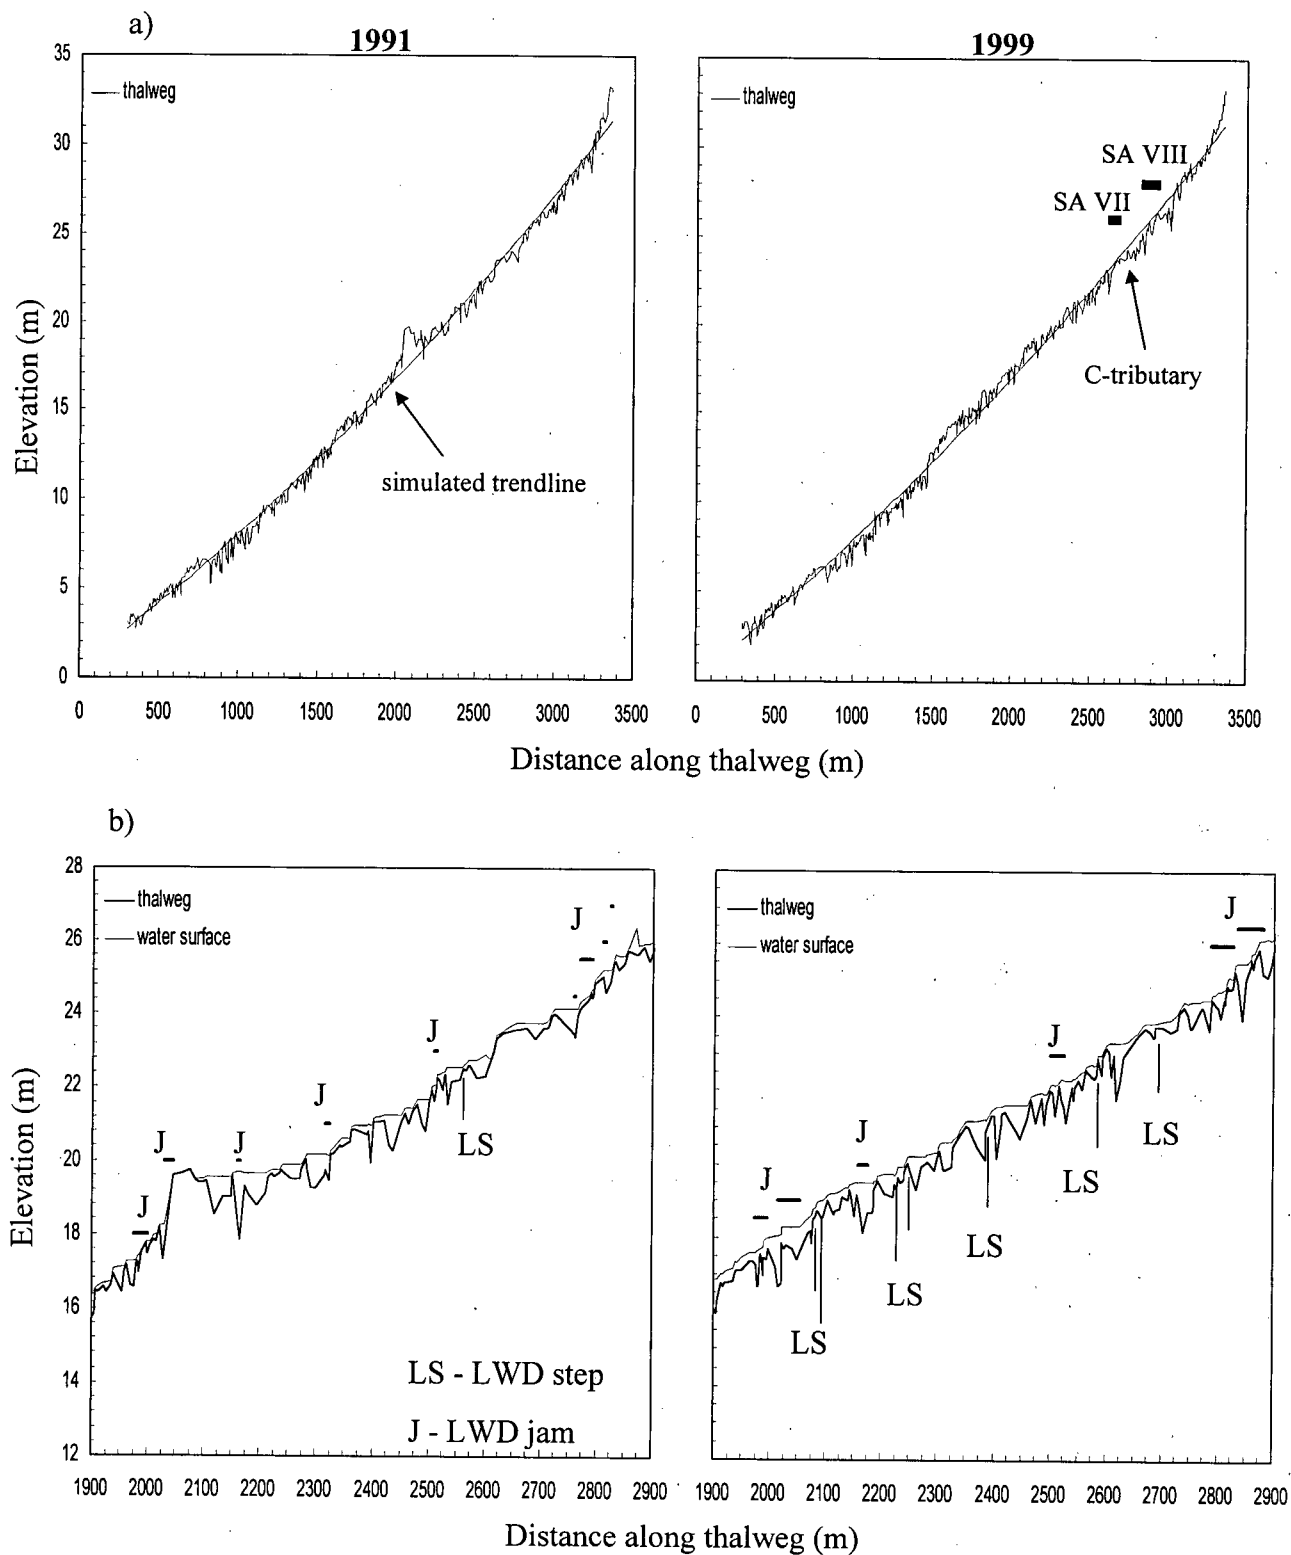 a)
1991
1999
35
30
25
20
15
10
5
0
Elevation (m)
thalweg
simulated trendline
thalweg
SA VIII
SA VII
C-tributary
0 500 1000 1500 2000 2500 3000 3500
0 500 1000 1500 2000 2500 3000 3500
Distance along thalweg (m)
b)
28
26
24
22
20
18
16
14
12
Elevation (m)
thalweg
water surface
J
J
J
J
J
J
LS
LS - LWD step
J - LWD jam
thalweg
water surface
J
J
J
J
LS
LS
LS
LS
LS
1900 2000 2100 2200 2300 2400 2500 2600 2700 2800 2900
1900 2000 2100 2200 2300 2400 2500 2600 2700 2800 2900
Distance along thalweg (m)